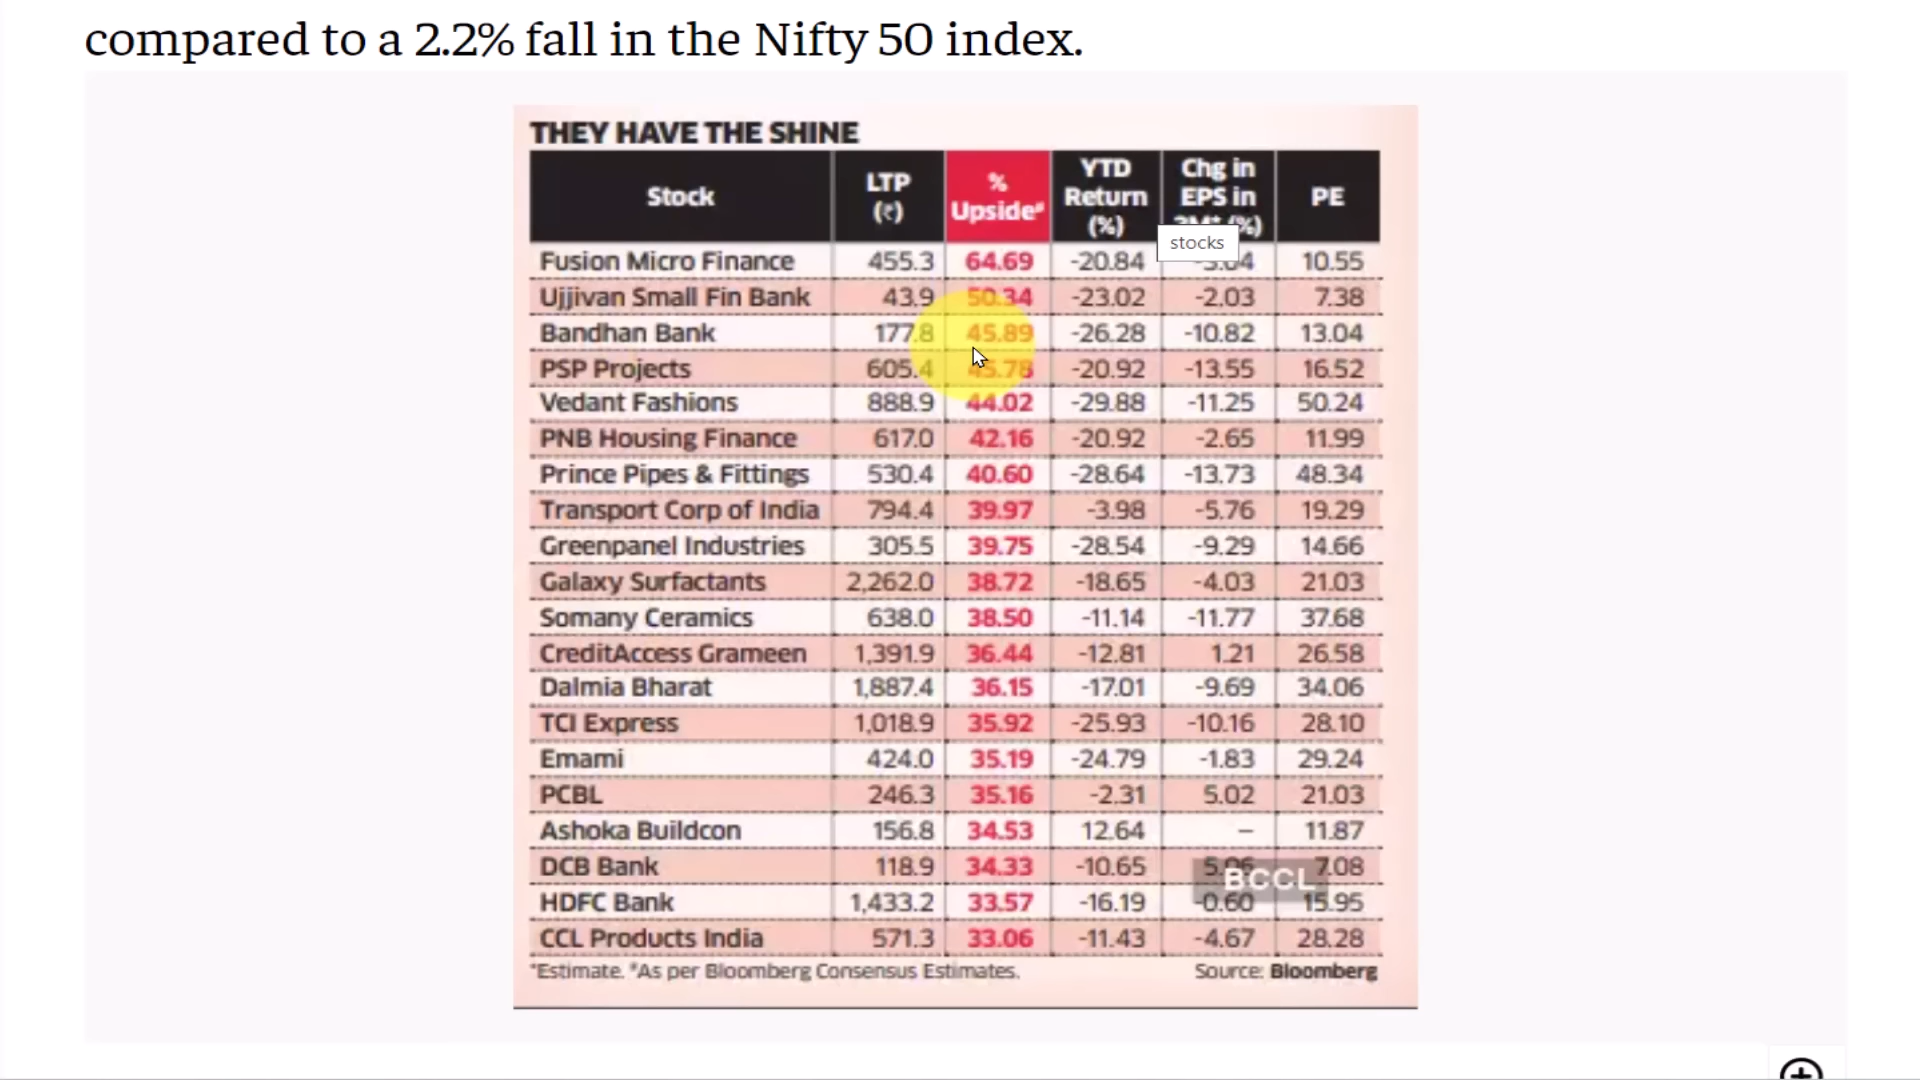 compared to a 2.2% fall in the Nifty 50 index.
THEY HAVE THE SHINE
Stock LTP (₹) % Upside# YTD Return (%) Chg in EPS in 3M* (%) PE
stocks
Fusion Micro Finance 455.3 64.69 -20.84 10.55
Ujjivan Small Fin Bank 43.9 50.34 -23.02 -2.03 7.38
Bandhan Bank 177.8 45.89 -26.28 -10.82 13.04
PSP Projects 605.4 45.78 -20.92 -13.55 16.52
Vedant Fashions 888.9 44.02 -29.88 -11.25 50.24
PNB Housing Finance 617.0 42.16 -20.92 -2.65 11.99
Prince Pipes & Fittings 530.4 40.60 -28.64 -13.73 48.34
Transport Corp of India 794.4 39.97 -3.98 -5.76 19.29
Greenpanel Industries 305.5 39.75 -28.54 -9.29 14.66
Galaxy Surfactants 2,262.0 38.72 -18.65 -4.03 21.03
Somany Ceramics 638.0 38.50 -11.14 -11.77 37.68
CreditAccess Grameen 1,391.9 36.44 -12.81 1.21 26.58
Dalmia Bharat 1,887.4 36.15 -17.01 -9.69 34.06
TCI Express 1,018.9 35.92 -25.93 -10.16 28.10
Emami 424.0 35.19 -24.79 -1.83 29.24
PCBL 246.3 35.16 -2.31 5.02 21.03
Ashoka Buildcon 156.8 34.53 12.64 – 11.87
DCB Bank 118.9 34.33 -10.65 5.06 7.08
BCCL
HDFC Bank 1,433.2 33.57 -16.19 -0.60 15.95
CCL Products India 571.3 33.06 -11.43 -4.67 28.28
*Estimate. #As per Bloomberg Consensus Estimates. Source: Bloomberg